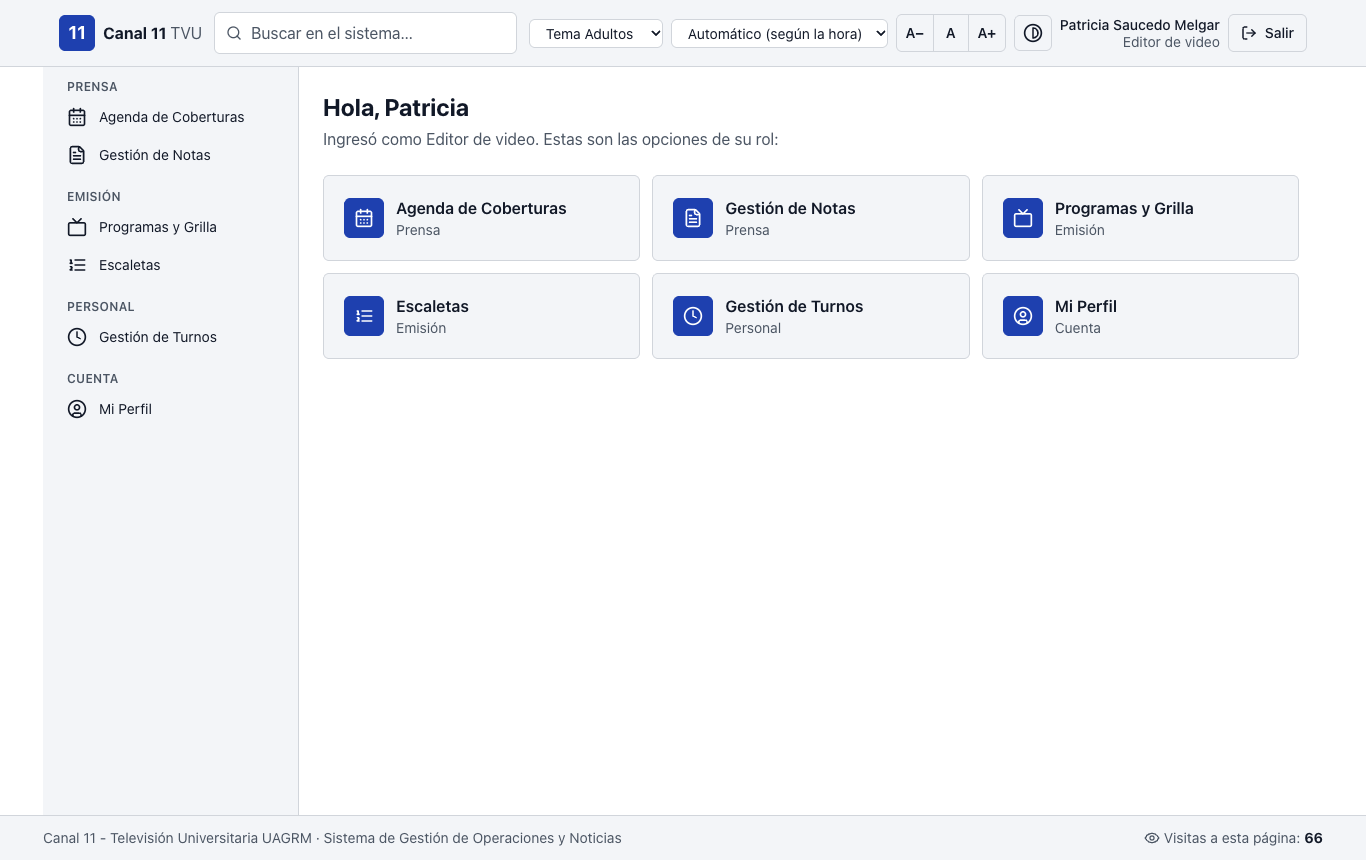 11 Canal 11 TVU
Buscar en el sistema...
Tema Adultos
Automático (según la hora)
A− A A+
Patricia Saucedo Melgar
Editor de video
Salir
PRENSA
Agenda de Coberturas
Gestión de Notas
EMISIÓN
Programas y Grilla
Escaletas
PERSONAL
Gestión de Turnos
CUENTA
Mi Perfil
Hola, Patricia
Ingresó como Editor de video. Estas son las opciones de su rol:
Agenda de Coberturas
Prensa
Gestión de Notas
Prensa
Programas y Grilla
Emisión
Escaletas
Emisión
Gestión de Turnos
Personal
Mi Perfil
Cuenta
Canal 11 - Televisión Universitaria UAGRM · Sistema de Gestión de Operaciones y Noticias
Visitas a esta página: 66